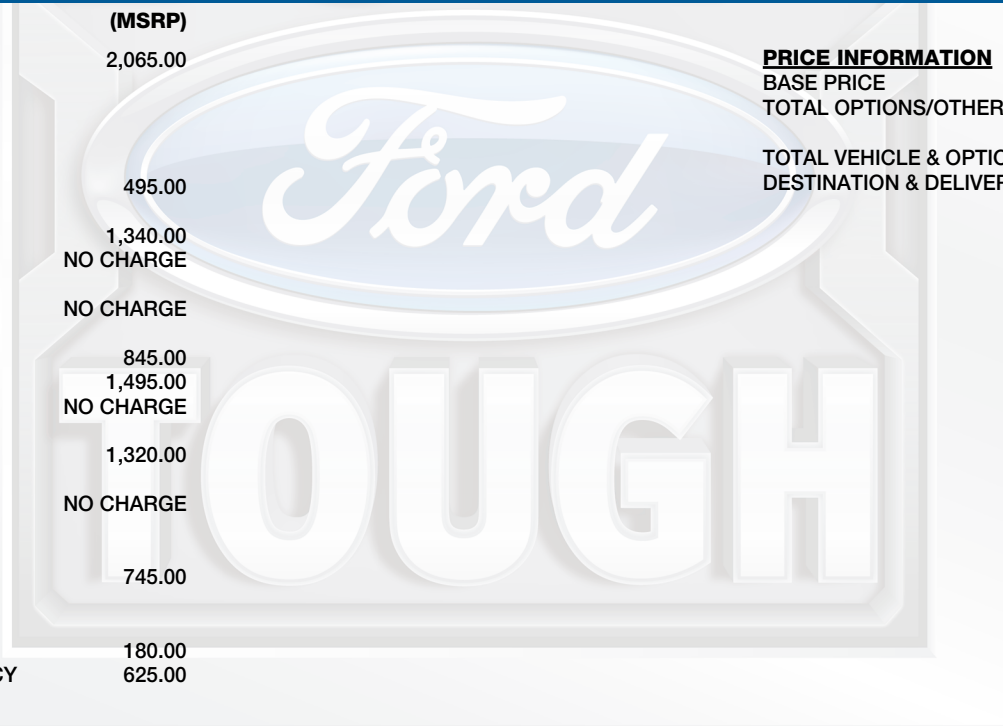 (MSRP)
2,065.00
495.00
1,340.00
NO CHARGE
NO CHARGE
845.00
1,495.00
NO CHARGE
1,320.00
NO CHARGE
745.00
180.00
CY 625.00
PRICE INFORMATION
BASE PRICE
TOTAL OPTIONS/OTHER
TOTAL VEHICLE & OPTIO
DESTINATION & DELIVER
Ford
TOUGH